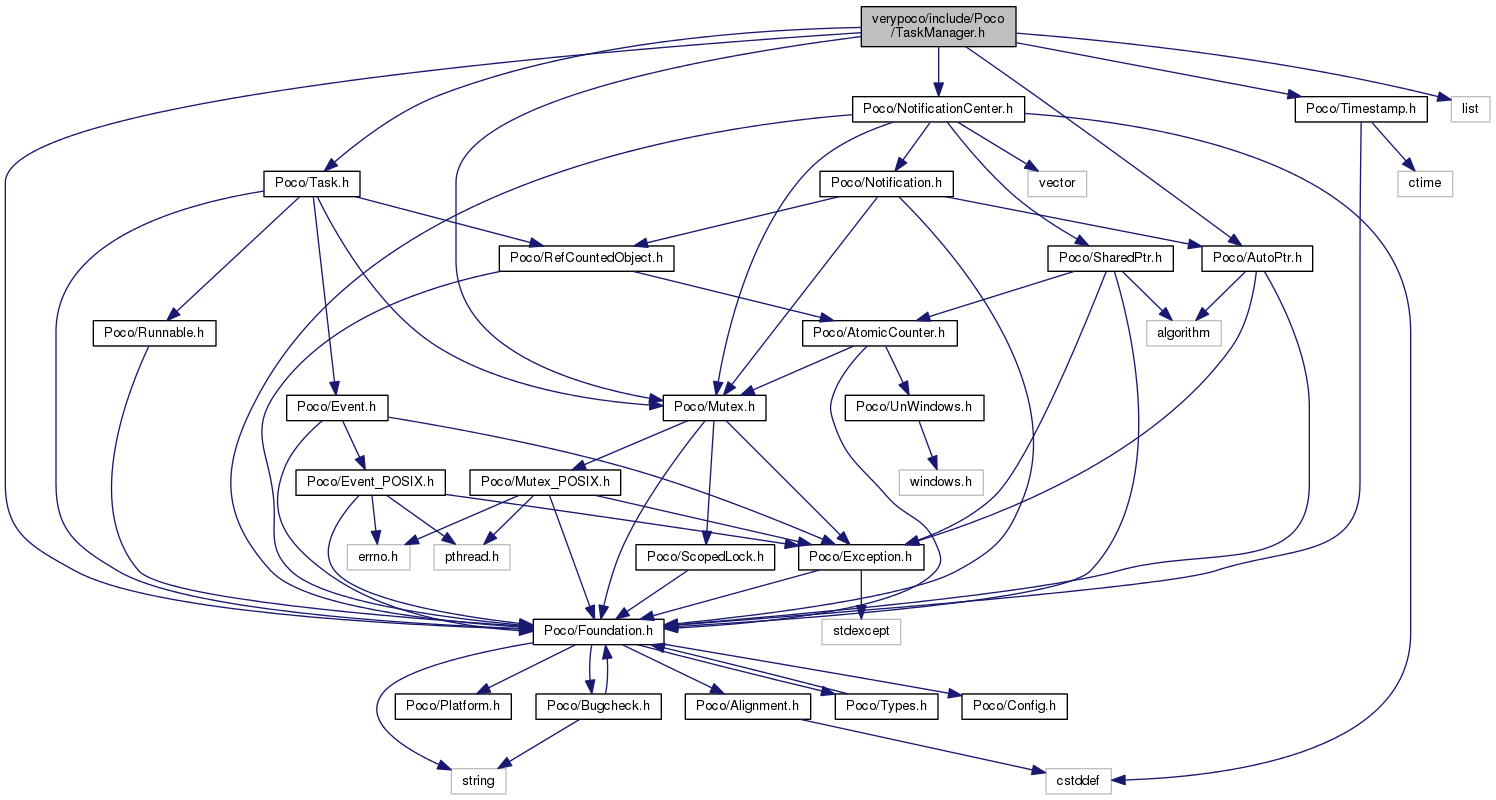 verypoco/include/Poco
/TaskManager.h
Poco/NotificationCenter.h
Poco/Timestamp.h
list
Poco/Task.h
Poco/Notification.h
vector
ctime
Poco/RefCountedObject.h
Poco/SharedPtr.h
Poco/AutoPtr.h
Poco/Runnable.h
Poco/AtomicCounter.h
algorithm
Poco/Event.h
Poco/Mutex.h
Poco/UnWindows.h
Poco/Event_POSIX.h
Poco/Mutex_POSIX.h
windows.h
errno.h
pthread.h
Poco/ScopedLock.h
Poco/Exception.h
Poco/Foundation.h
stdexcept
Poco/Platform.h
Poco/Bugcheck.h
Poco/Alignment.h
Poco/Types.h
Poco/Config.h
string
cstddef